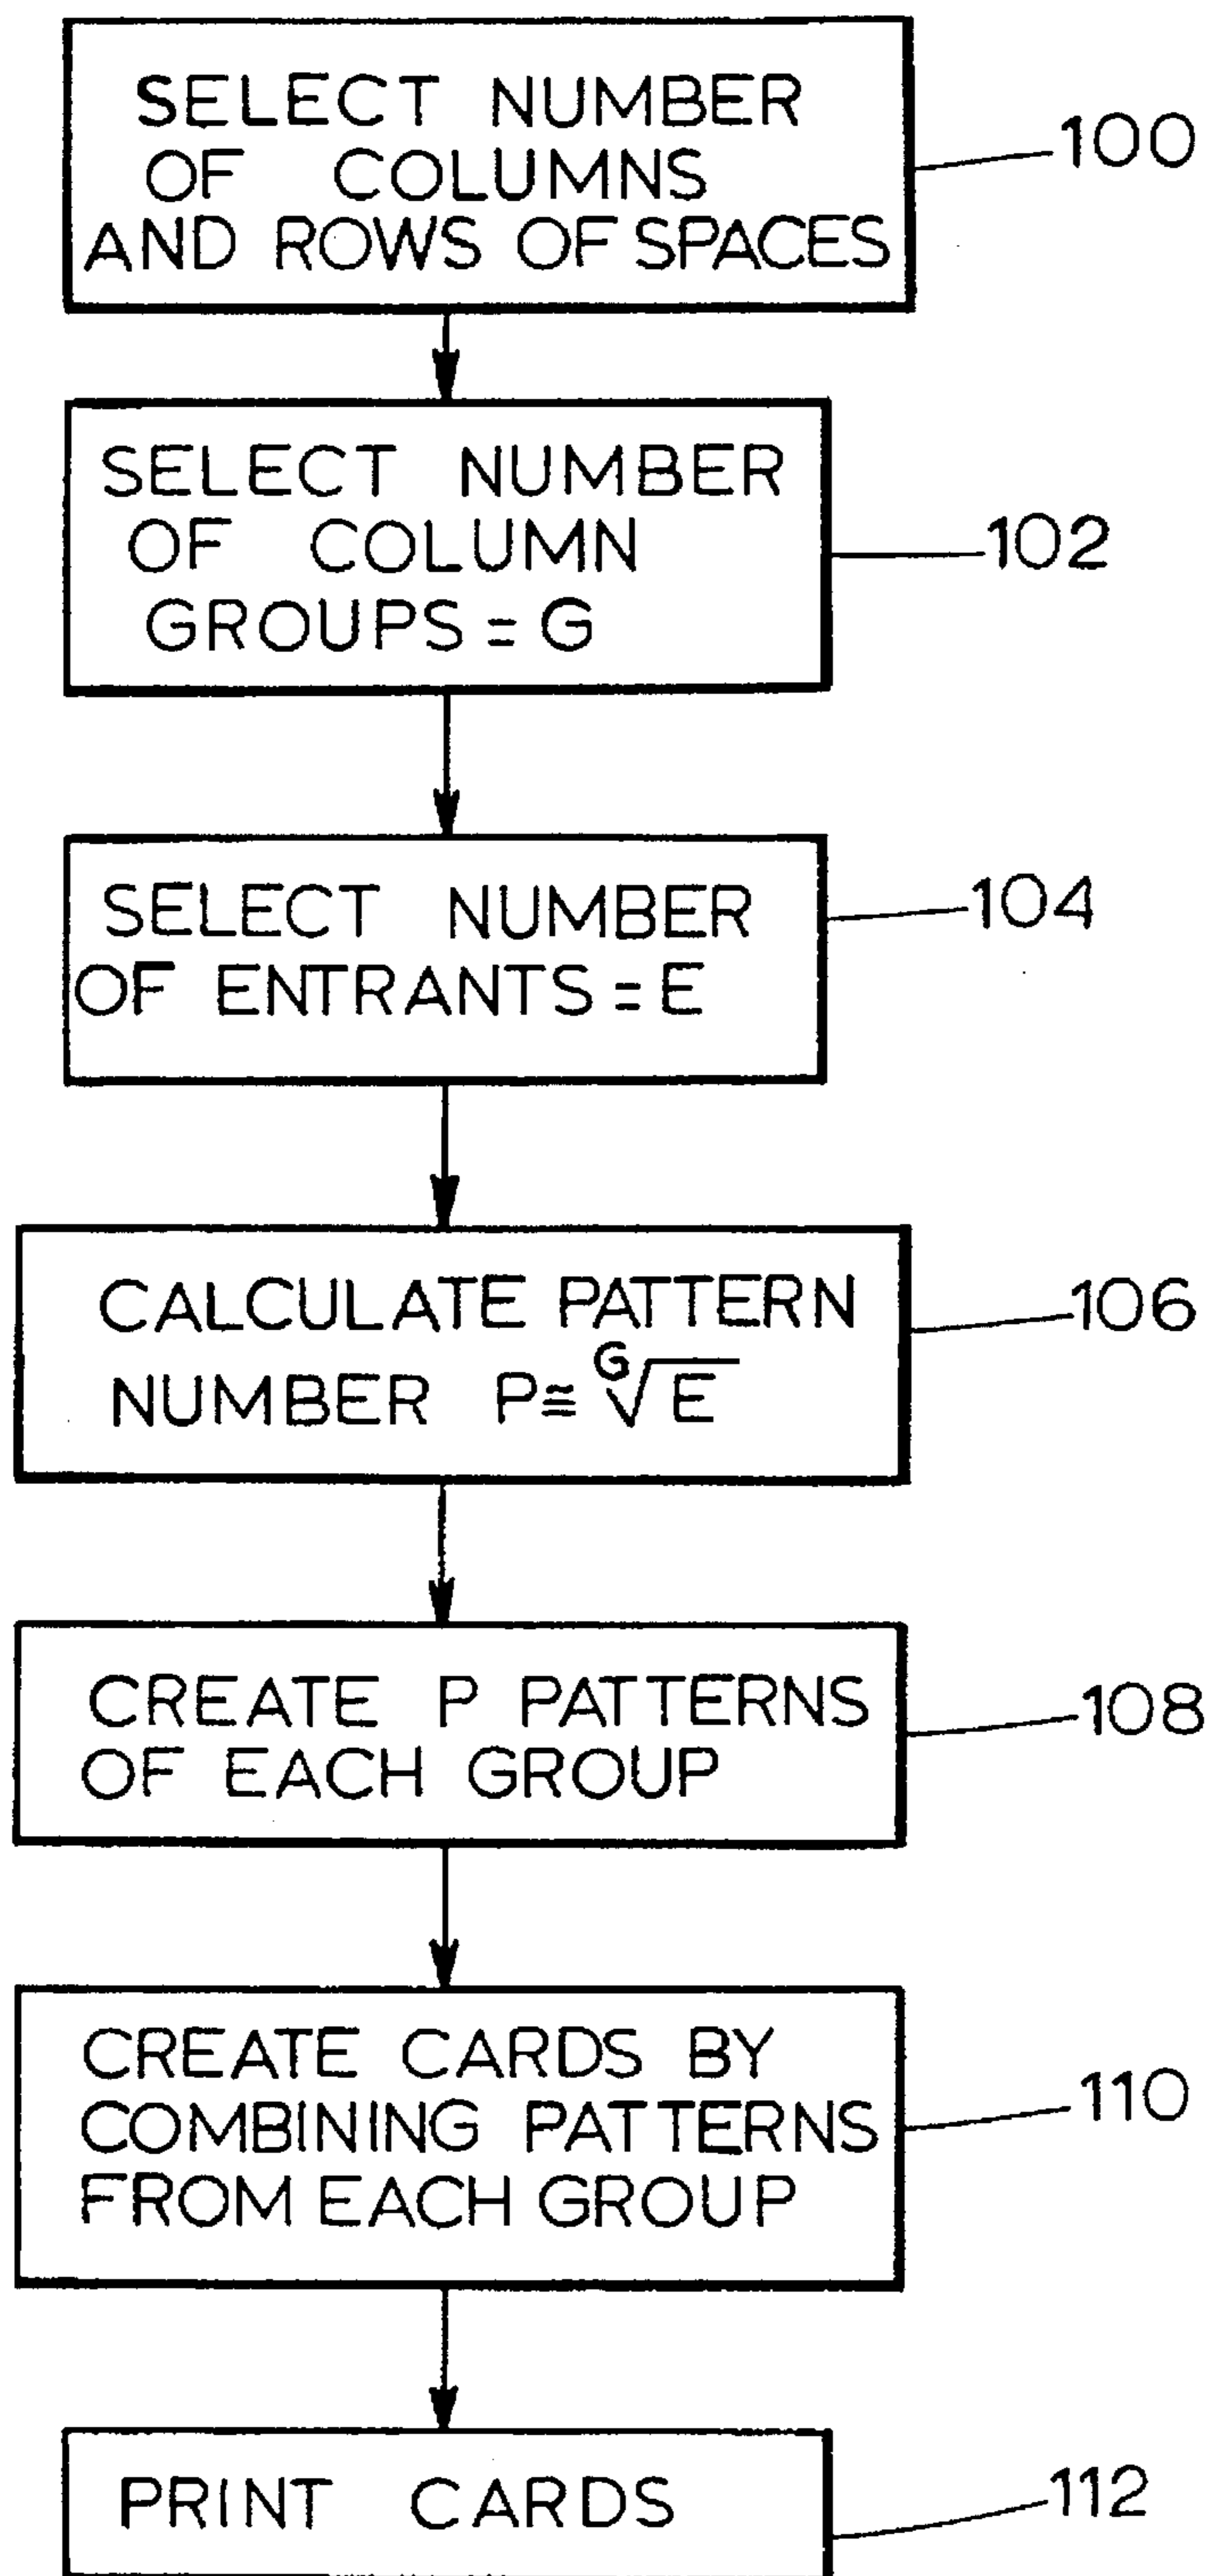 SELECT NUMBER
OF COLUMNS
AND ROWS OF SPACES
100
SELECT NUMBER
OF COLUMN
GROUPS = G
102
SELECT NUMBER
OF ENTRANTS = E
104
CALCULATE PATTERN
NUMBER P ≅ ᴳ√E
106
CREATE P PATTERNS
OF EACH GROUP
108
CREATE CARDS BY
COMBINING PATTERNS
FROM EACH GROUP
110
PRINT CARDS
112